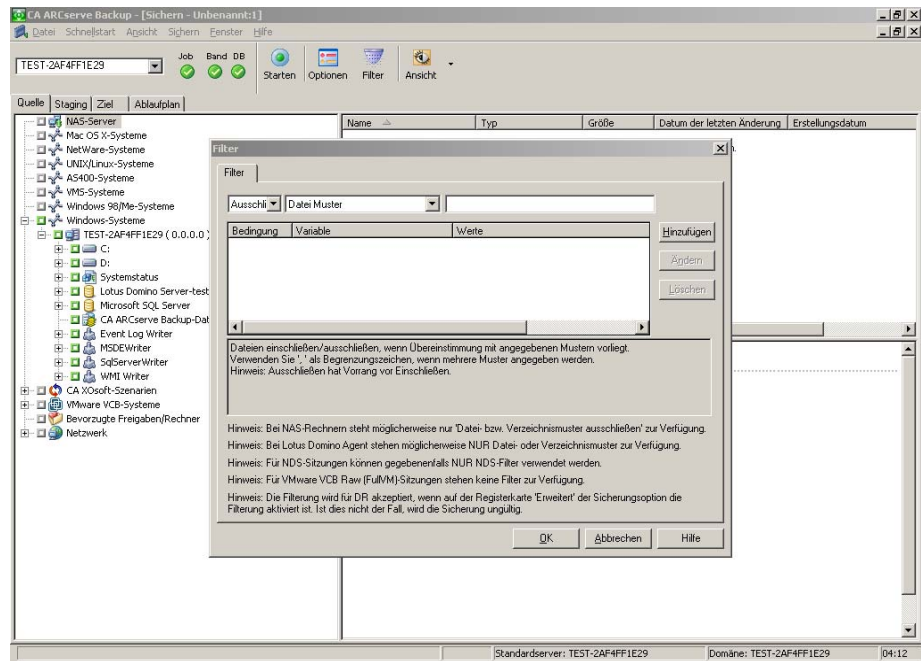 CA ARCserve Backup - [Sichern - Unbenannt:1]
Datei Schnellstart Ansicht Sichern Fenster Hilfe
TEST-2AF4FF1E29
Job Band DB
Starten Optionen Filter Ansicht
Quelle Staging Ziel Ablaufplan
NAS-Server
Mac OS X-Systeme
NetWare-Systeme
UNIX/Linux-Systeme
AS400-Systeme
VMS-Systeme
Windows 98/Me-Systeme
Windows-Systeme
TEST-2AF4FF1E29 ( 0.0.0.0 )
C:
D:
Systemstatus
Lotus Domino Server-test
Microsoft SQL Server
CA ARCserve Backup-Dat
Event Log Writer
MSDEWriter
SqlServerWriter
WMI Writer
CA XOsoft-Szenarien
VMware VCB-Systeme
Bevorzugte Freigaben/Rechner
Netzwerk
Name Typ Größe Datum der letzten Änderung Erstellungsdatum
Filter
Filter
Ausschli Datei Muster
Bedingung Variable Werte
Hinzufügen
Ändern
Löschen
Dateien einschließen/ausschließen, wenn Übereinstimmung mit angegebenen Mustern vorliegt.
Verwenden Sie ', ' als Begrenzungszeichen, wenn mehrere Muster angegeben werden.
Hinweis: Ausschließen hat Vorrang vor Einschließen.
Hinweis: Bei NAS-Rechnern steht möglicherweise nur 'Datei- bzw. Verzeichnismuster ausschließen' zur Verfügung.
Hinweis: Bei Lotus Domino Agent stehen möglicherweise NUR Datei- oder Verzeichnismuster zur Verfügung.
Hinweis: Für NDS-Sitzungen können gegebenenfalls NUR NDS-Filter verwendet werden.
Hinweis: Für VMware VCB Raw (FullVM)-Sitzungen stehen keine Filter zur Verfügung.
Hinweis: Die Filterung wird für DR akzeptiert, wenn auf der Registerkarte 'Erweitert' der Sicherungsoption die
Filterung aktiviert ist. Ist dies nicht der Fall, wird die Sicherung ungültig.
OK Abbrechen Hilfe
Standardserver: TEST-2AF4FF1E29 Domäne: TEST-2AF4FF1E29 04:12